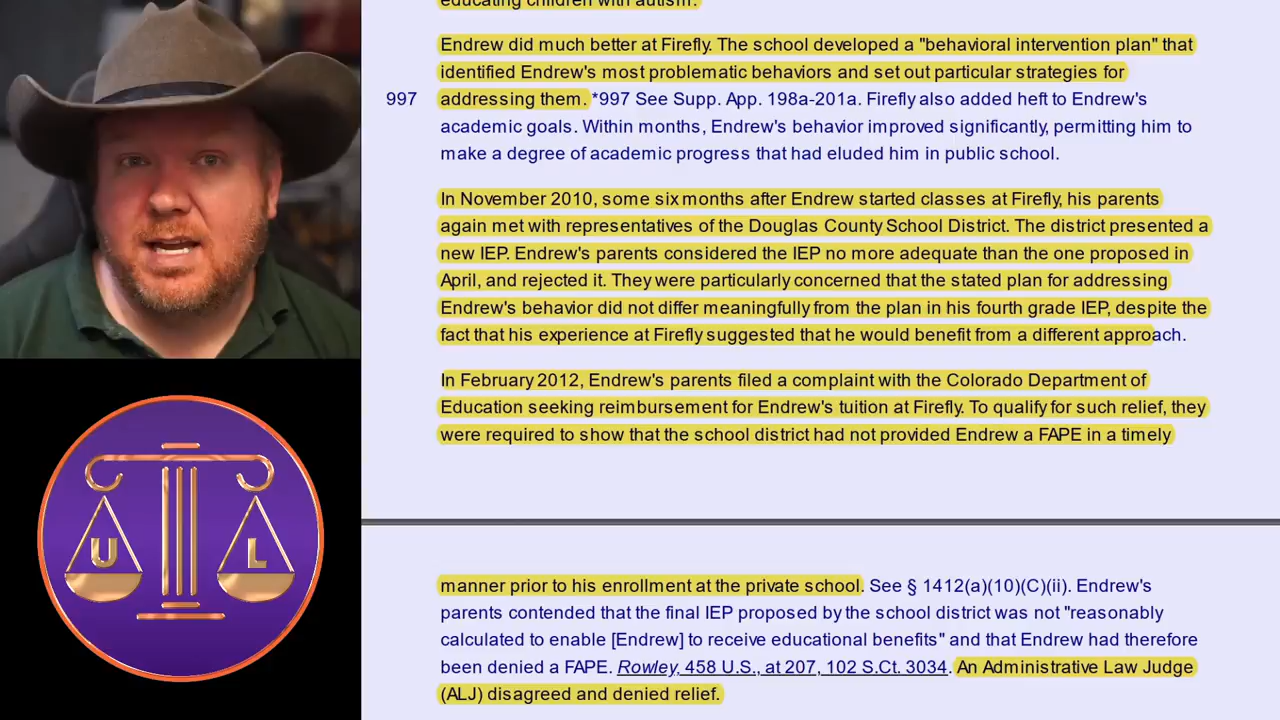 educating children with autism.
Endrew did much better at Firefly. The school developed a "behavioral intervention plan" that
identified Endrew's most problematic behaviors and set out particular strategies for
997 addressing them. *997 See Supp. App. 198a-201a. Firefly also added heft to Endrew's
academic goals. Within months, Endrew's behavior improved significantly, permitting him to
make a degree of academic progress that had eluded him in public school.
In November 2010, some six months after Endrew started classes at Firefly, his parents
again met with representatives of the Douglas County School District. The district presented a
new IEP. Endrew's parents considered the IEP no more adequate than the one proposed in
April, and rejected it. They were particularly concerned that the stated plan for addressing
Endrew's behavior did not differ meaningfully from the plan in his fourth grade IEP, despite the
fact that his experience at Firefly suggested that he would benefit from a different approach.
In February 2012, Endrew's parents filed a complaint with the Colorado Department of
Education seeking reimbursement for Endrew's tuition at Firefly. To qualify for such relief, they
were required to show that the school district had not provided Endrew a FAPE in a timely
manner prior to his enrollment at the private school. See § 1412(a)(10)(C)(ii). Endrew's
parents contended that the final IEP proposed by the school district was not "reasonably
calculated to enable [Endrew] to receive educational benefits" and that Endrew had therefore
been denied a FAPE. Rowley, 458 U.S., at 207, 102 S.Ct. 3034. An Administrative Law Judge
(ALJ) disagreed and denied relief.
U L